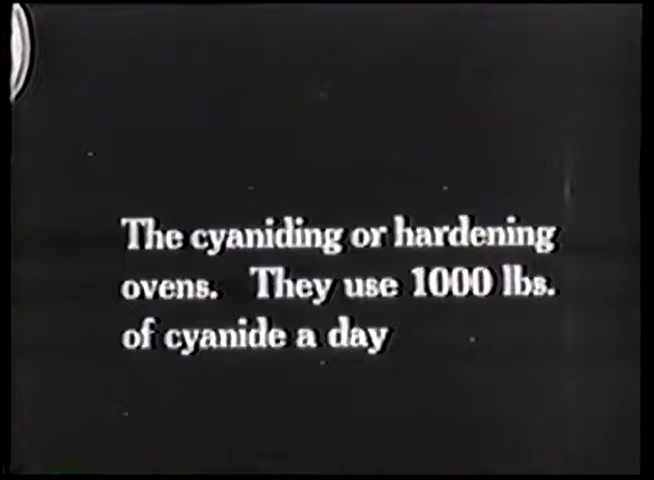 The cyaniding or hardening
ovens. They use 1000 lbs.
of cyanide a day